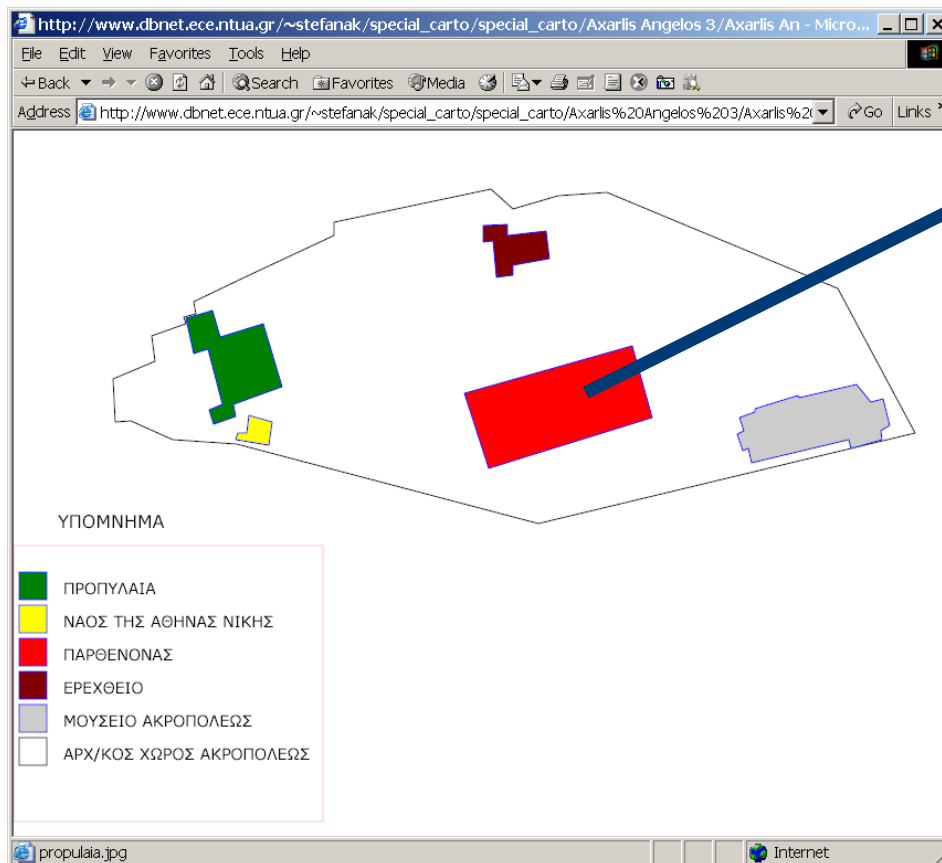 http://www.dbnet.ece.ntua.gr/~stefanak/special_carto/special_carto/Axarlis Angelos 3/Axarlis An - Micro...
File Edit View Favorites Tools Help
Back Search Favorites Media
Address http://www.dbnet.ece.ntua.gr/~stefanak/special_carto/special_carto/Axarlis%20Angelos%203/Axarlis%2 Go Links
ΥΠΟΜΝΗΜΑ
ΠΡΟΠΥΛΑΙΑ
ΝΑΟΣ ΤΗΣ ΑΘΗΝΑΣ ΝΙΚΗΣ
ΠΑΡΘΕΝΟΝΑΣ
ΕΡΕΧΘΕΙΟ
ΜΟΥΣΕΙΟ ΑΚΡΟΠΟΛΕΩΣ
ΑΡΧ/ΚΟΣ ΧΩΡΟΣ ΑΚΡΟΠΟΛΕΩΣ
propulaia.jpg Internet